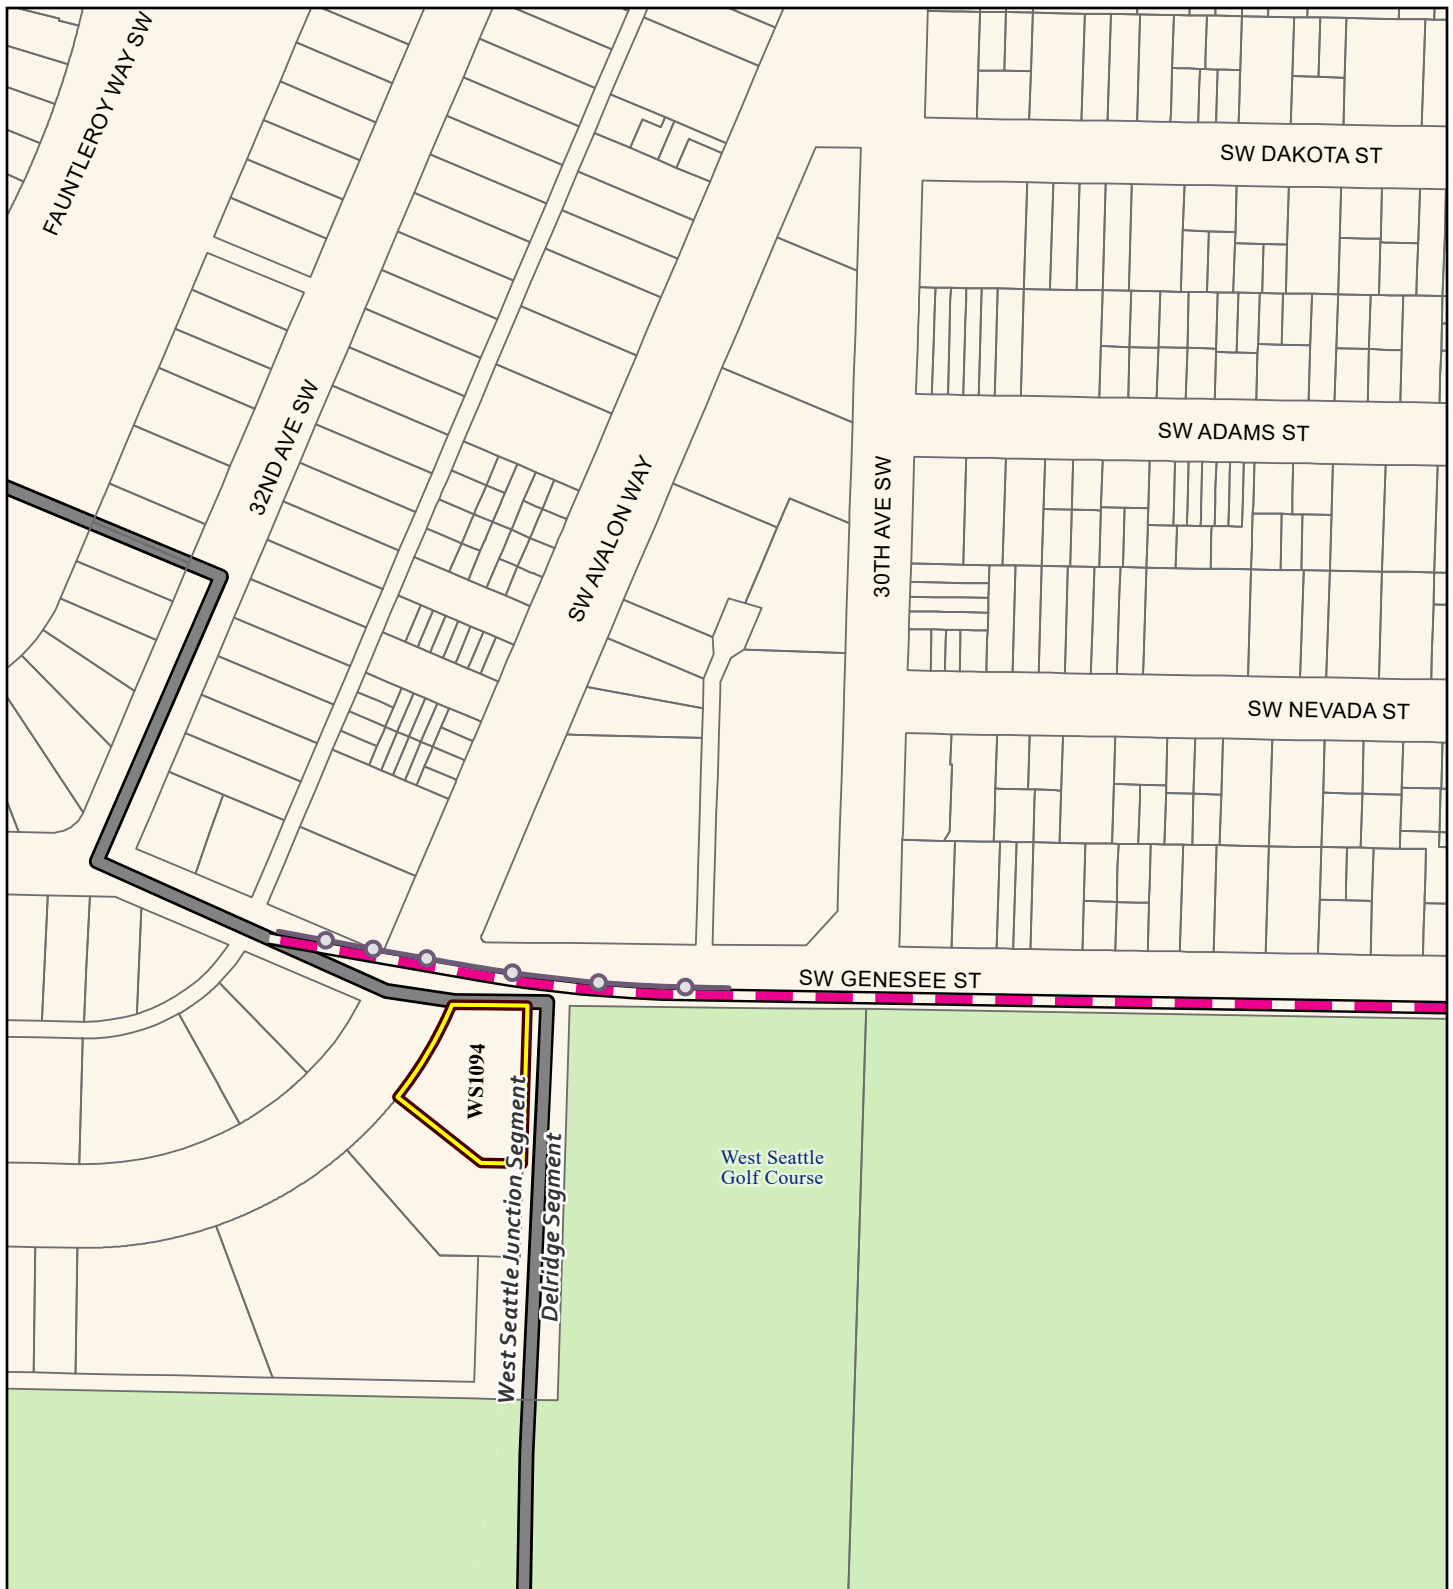 FAUNTLEROY WAY SW
SW DAKOTA ST
32ND AVE SW
SW ADAMS ST
SW AVALON WAY
30TH AVE SW
SW NEVADA ST
SW GENESEE ST
WS1094
West Seattle Junction Segment
Delridge Segment
West Seattle
Golf Course